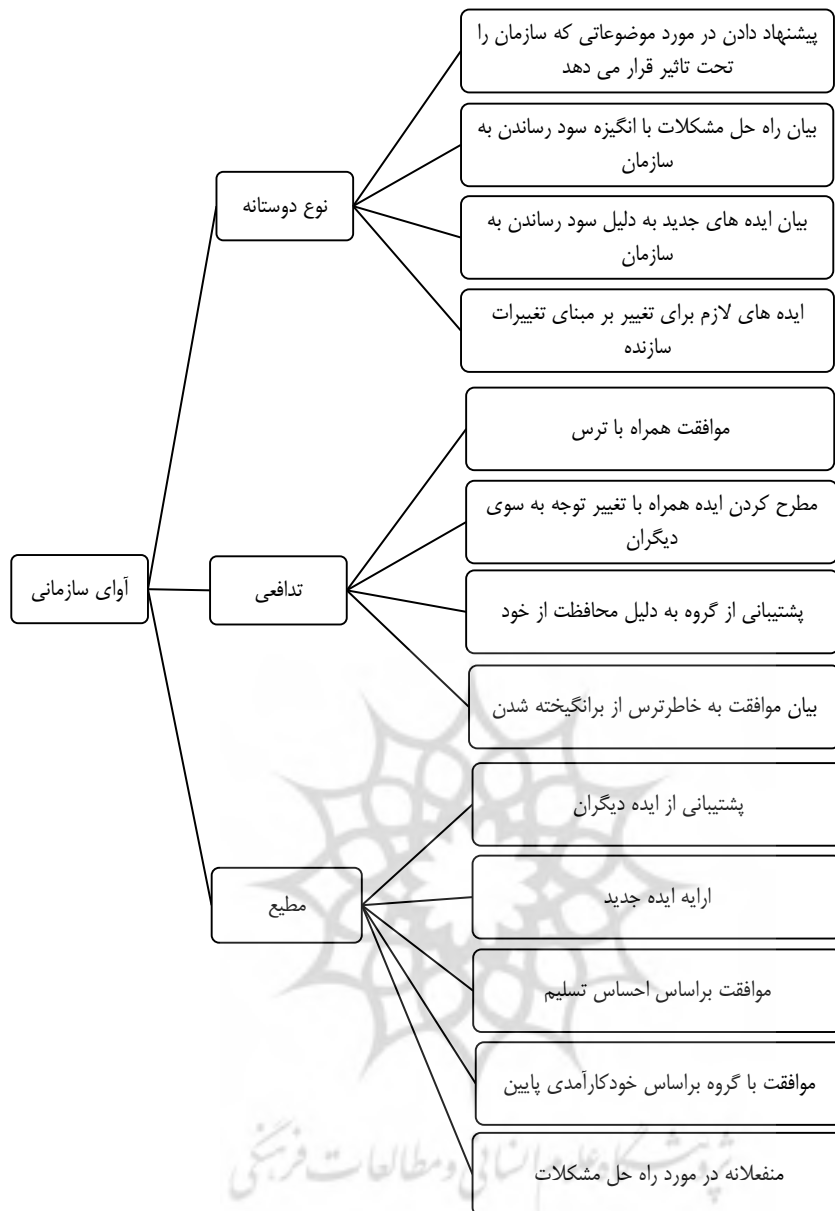 پیشنهاد دادن در مورد موضوعاتی که سازمان را
تحت تاثیر قرار می دهد
بیان راه حل مشکلات با انگیزه سود رساندن به
سازمان
نوع دوستانه
بیان ایده های جدید به دلیل سود رساندن به
سازمان
ایده های لازم برای تغییر بر مبنای تغییرات
سازنده
موافقت همراه با ترس
مطرح کردن ایده همراه با تغییر توجه به سوی
دیگران
آوای سازمانی
تدافعی
پشتیبانی از گروه به دلیل محافظت از خود
بیان موافقت به خاطرترس از برانگیخته شدن
پشتیبانی از ایده دیگران
مطیع
ارایه ایده جدید
موافقت براساس احساس تسلیم
موافقت با گروه براساس خودکارآمدی پایین
منفعلانه در مورد راه حل مشکلات
پژوهشگاه علوم انسانی و مطالعات فرهنگی